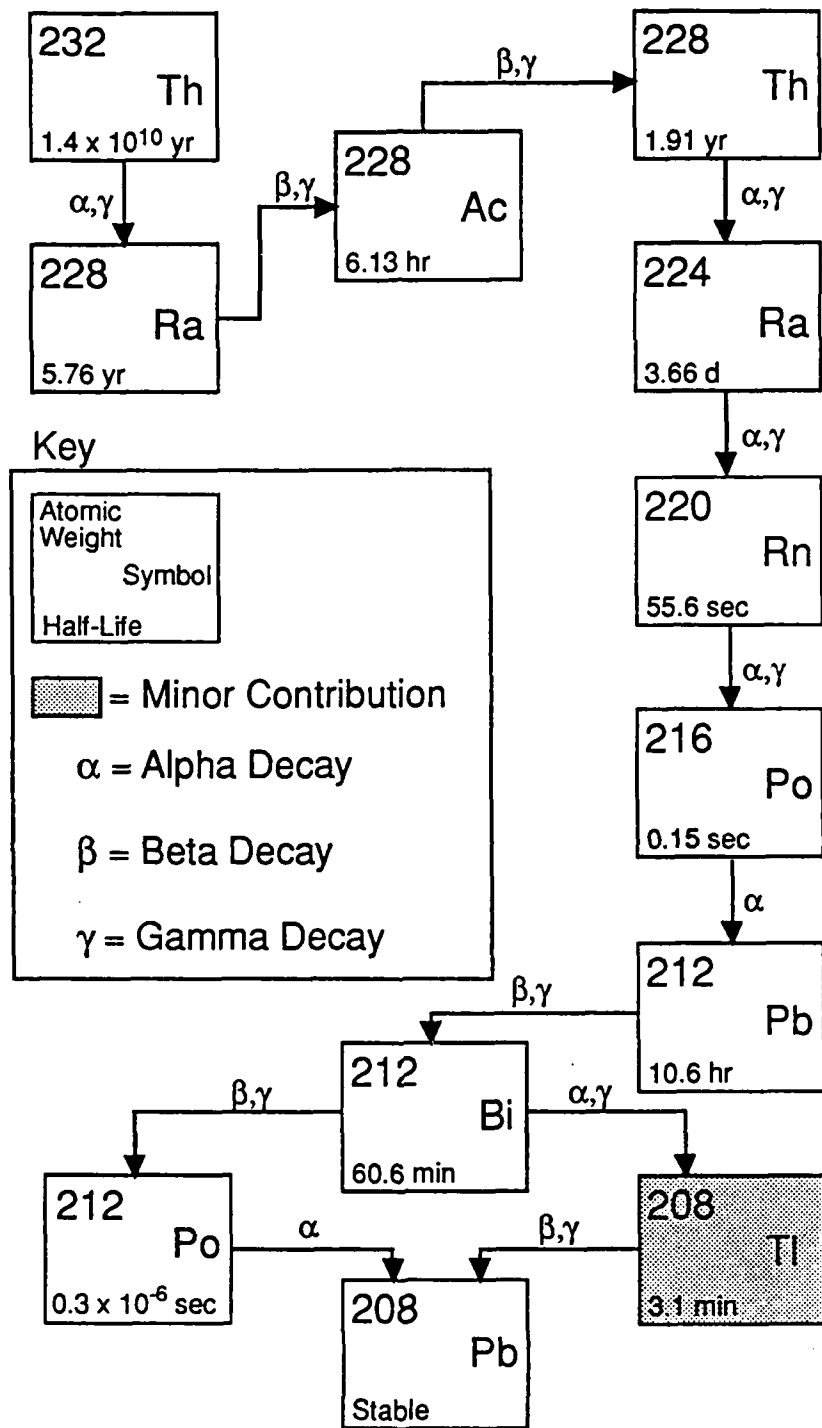 232
Th
1.4 x 10¹⁰ yr
α,γ
228
Ra
5.76 yr
β,γ
228
Ac
6.13 hr
β,γ
228
Th
1.91 yr
α,γ
224
Ra
3.66 d
α,γ
220
Rn
55.6 sec
α,γ
216
Po
0.15 sec
α
212
Pb
10.6 hr
β,γ
212
Bi
60.6 min
β,γ
α,γ
212
Po
0.3 x 10⁻⁶ sec
α
208
Tl
3.1 min
β,γ
208
Pb
Stable
Key
Atomic
Weight
Symbol
Half-Life
= Minor Contribution
α = Alpha Decay
β = Beta Decay
γ = Gamma Decay